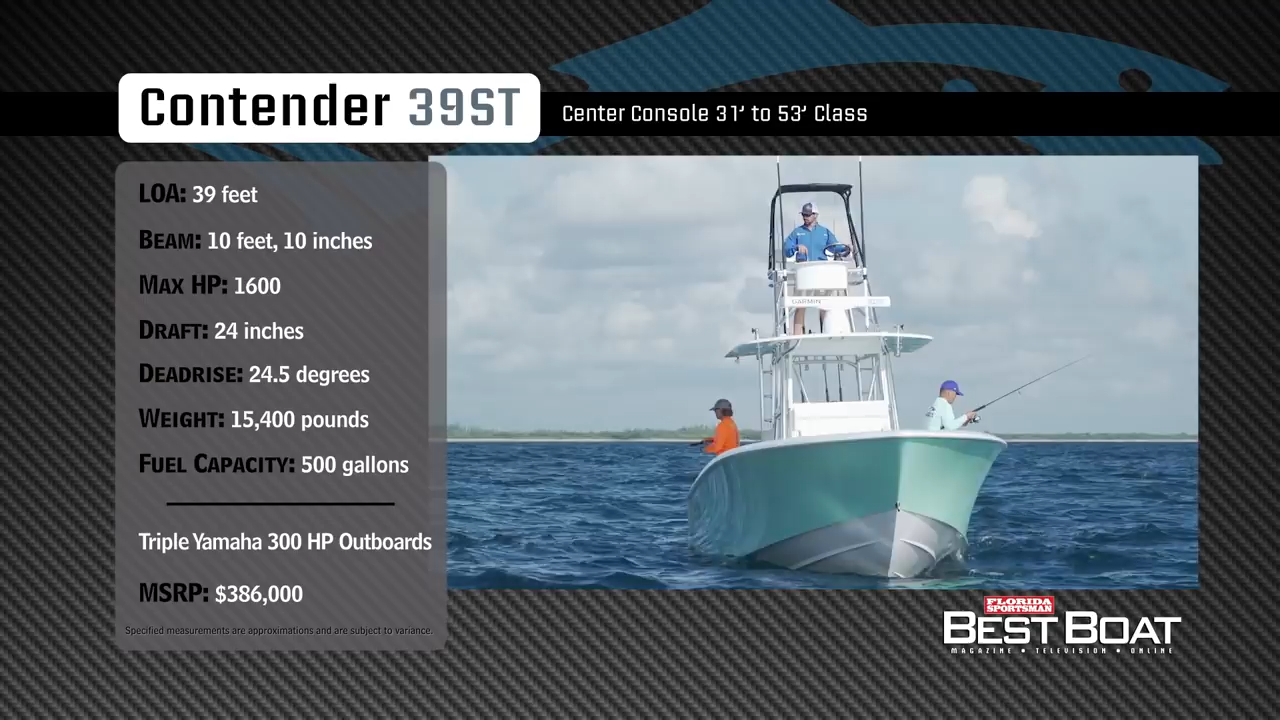 Contender 39ST
Center Console 31’ to 53’ Class
LOA: 39 feet
BEAM: 10 feet, 10 inches
MAX HP: 1600
DRAFT: 24 inches
DEADRISE: 24.5 degrees
WEIGHT: 15,400 pounds
FUEL CAPACITY: 500 gallons
Triple Yamaha 300 HP Outboards
MSRP: $386,000
Specified measurements are approximations and are subject to variance.
GARMIN
FLORIDA
SPORTSMAN
BEST BOAT
MAGAZINE • TELEVISION • ONLINE